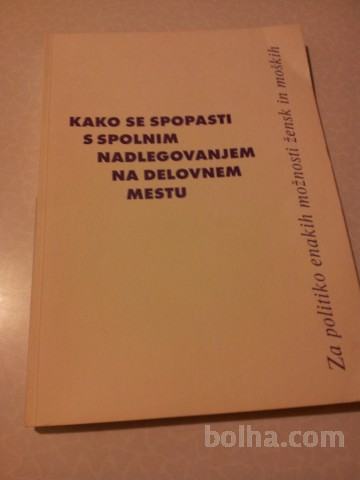 KAKO SE SPOPASTI
S SPOLNIM
NADLEGOVANJEM
NA DELOVNEM
MESTU
Za politiko enakih možnosti žensk in moških
bolha.com